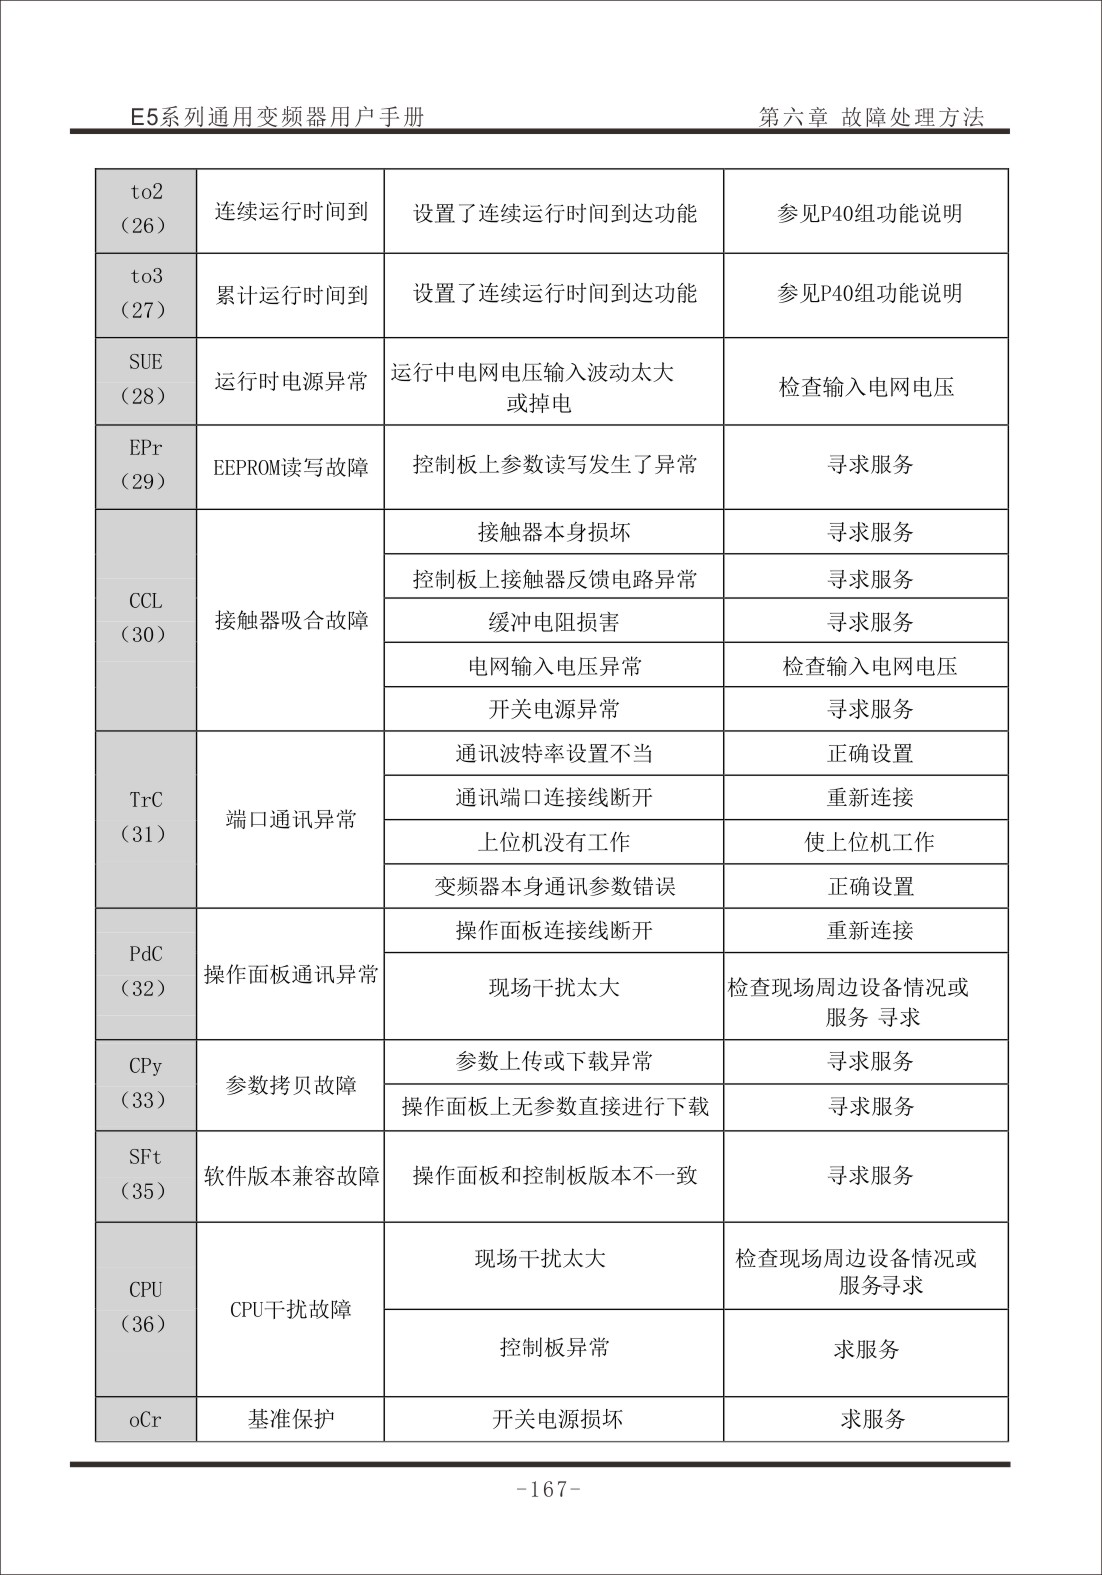 E5系列通用变频器用户手册 第六章 故障处理方法
to2
（26）
连续运行时间到
设置了连续运行时间到达功能
参见P40组功能说明
to3
（27）
累计运行时间到
设置了连续运行时间到达功能
参见P40组功能说明
SUE
（28）
运行时电源异常
运行中电网电压输入波动太大
或掉电
检查输入电网电压
EPr
（29）
EEPROM读写故障
控制板上参数读写发生了异常
寻求服务
CCL
（30）
接触器吸合故障
接触器本身损坏
寻求服务
控制板上接触器反馈电路异常
寻求服务
缓冲电阻损害
寻求服务
电网输入电压异常
检查输入电网电压
开关电源异常
寻求服务
TrC
（31）
端口通讯异常
通讯波特率设置不当
正确设置
通讯端口连接线断开
重新连接
上位机没有工作
使上位机工作
变频器本身通讯参数错误
正确设置
PdC
（32）
操作面板通讯异常
操作面板连接线断开
重新连接
现场干扰太大
检查现场周边设备情况或
服务 寻求
CPy
（33）
参数拷贝故障
参数上传或下载异常
寻求服务
操作面板上无参数直接进行下载
寻求服务
SFt
（35）
软件版本兼容故障
操作面板和控制板版本不一致
寻求服务
CPU
（36）
CPU干扰故障
现场干扰太大
检查现场周边设备情况或
服务寻求
控制板异常
求服务
oCr
基准保护
开关电源损坏
求服务
-167-